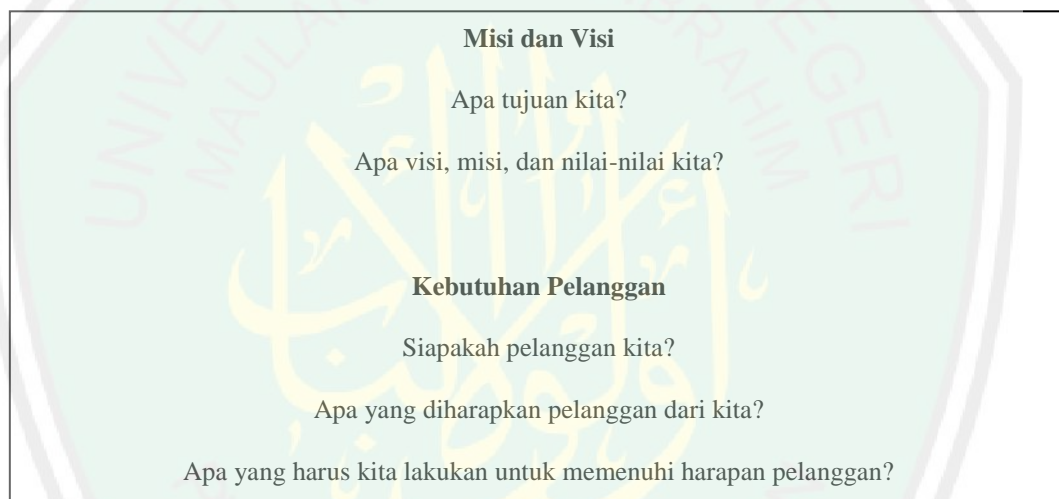 Misi dan Visi
Apa tujuan kita?
Apa visi, misi, dan nilai-nilai kita?
Kebutuhan Pelanggan
Siapakah pelanggan kita?
Apa yang diharapkan pelanggan dari kita?
Apa yang harus kita lakukan untuk memenuhi harapan pelanggan?